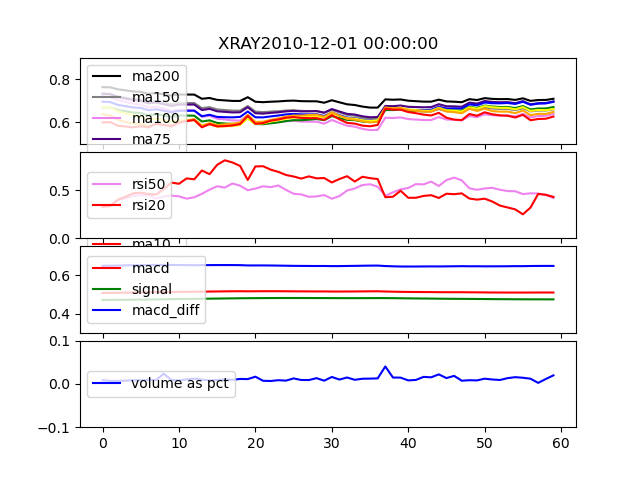 XRAY2010-12-01 00:00:00
0.8
0.6
ma200
ma150
ma100
ma75
0.5
0.0
rsi50
rsi20
ma10
0.6
0.4
macd
signal
macd_diff
0.1
0.0
−0.1
volume as pct
0 10 20 30 40 50 60